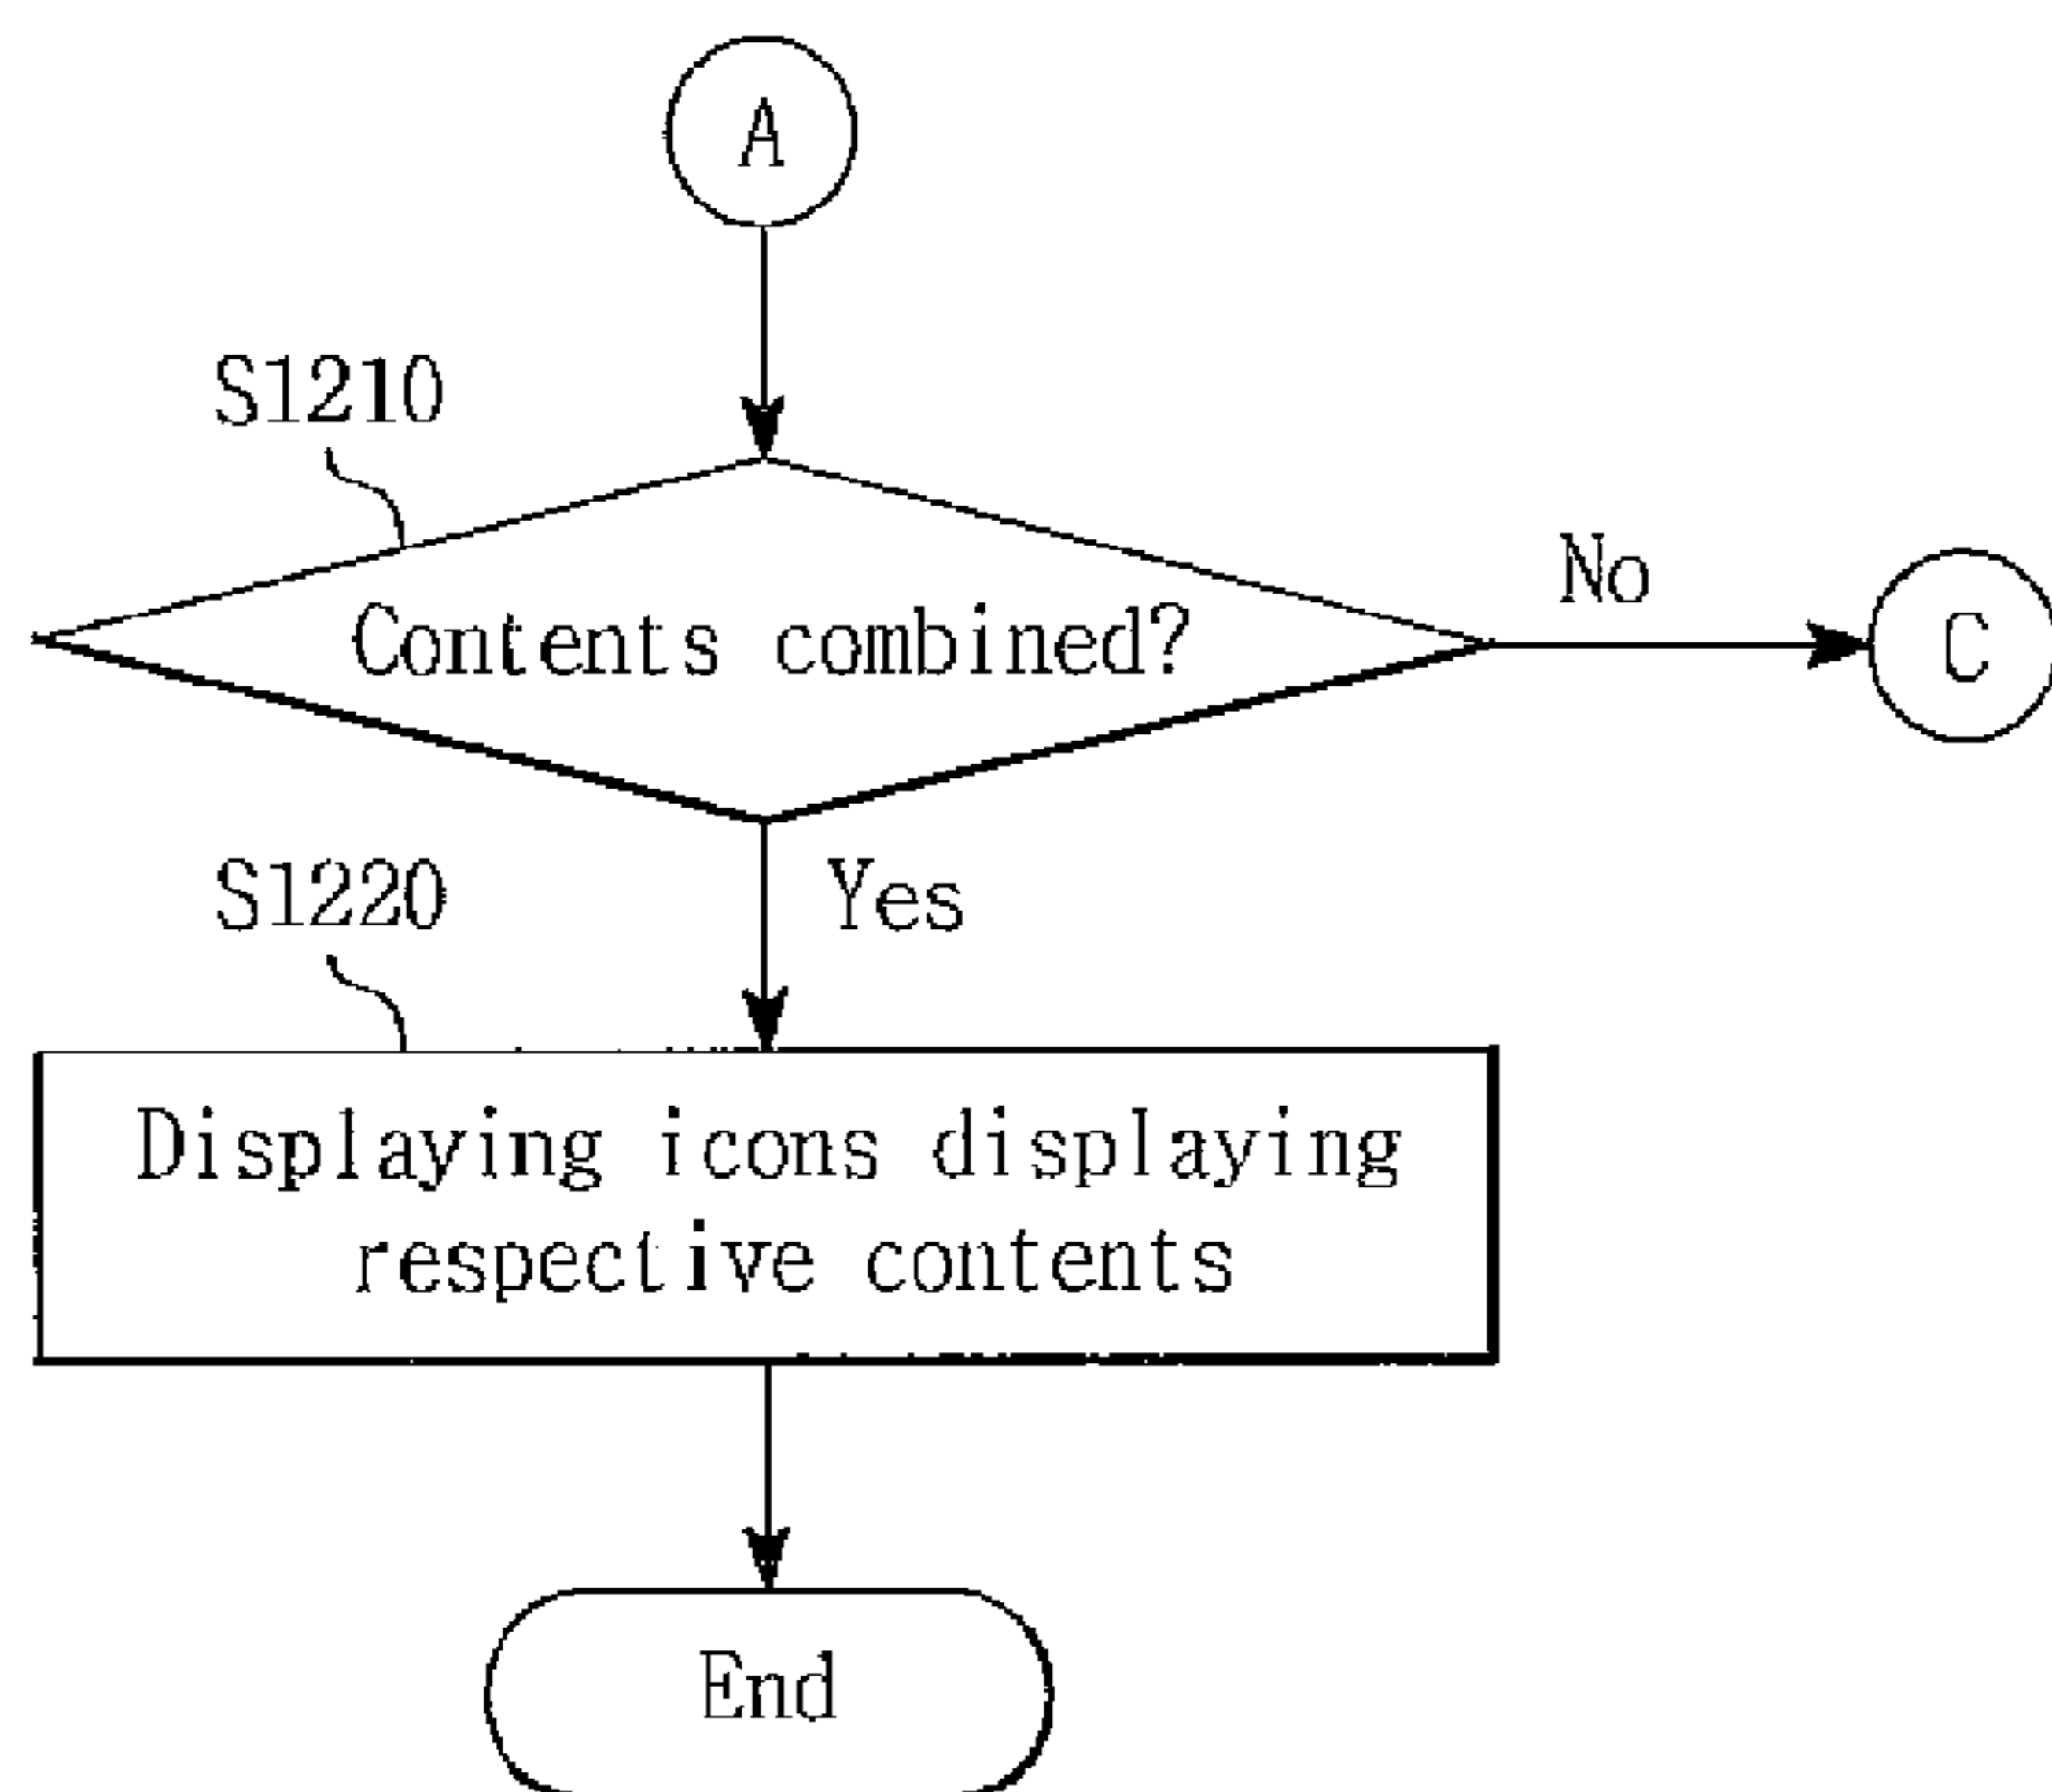 A
S1210
Contents combined?
No
C
S1220
Yes
Displaying icons displaying
respective contents
End